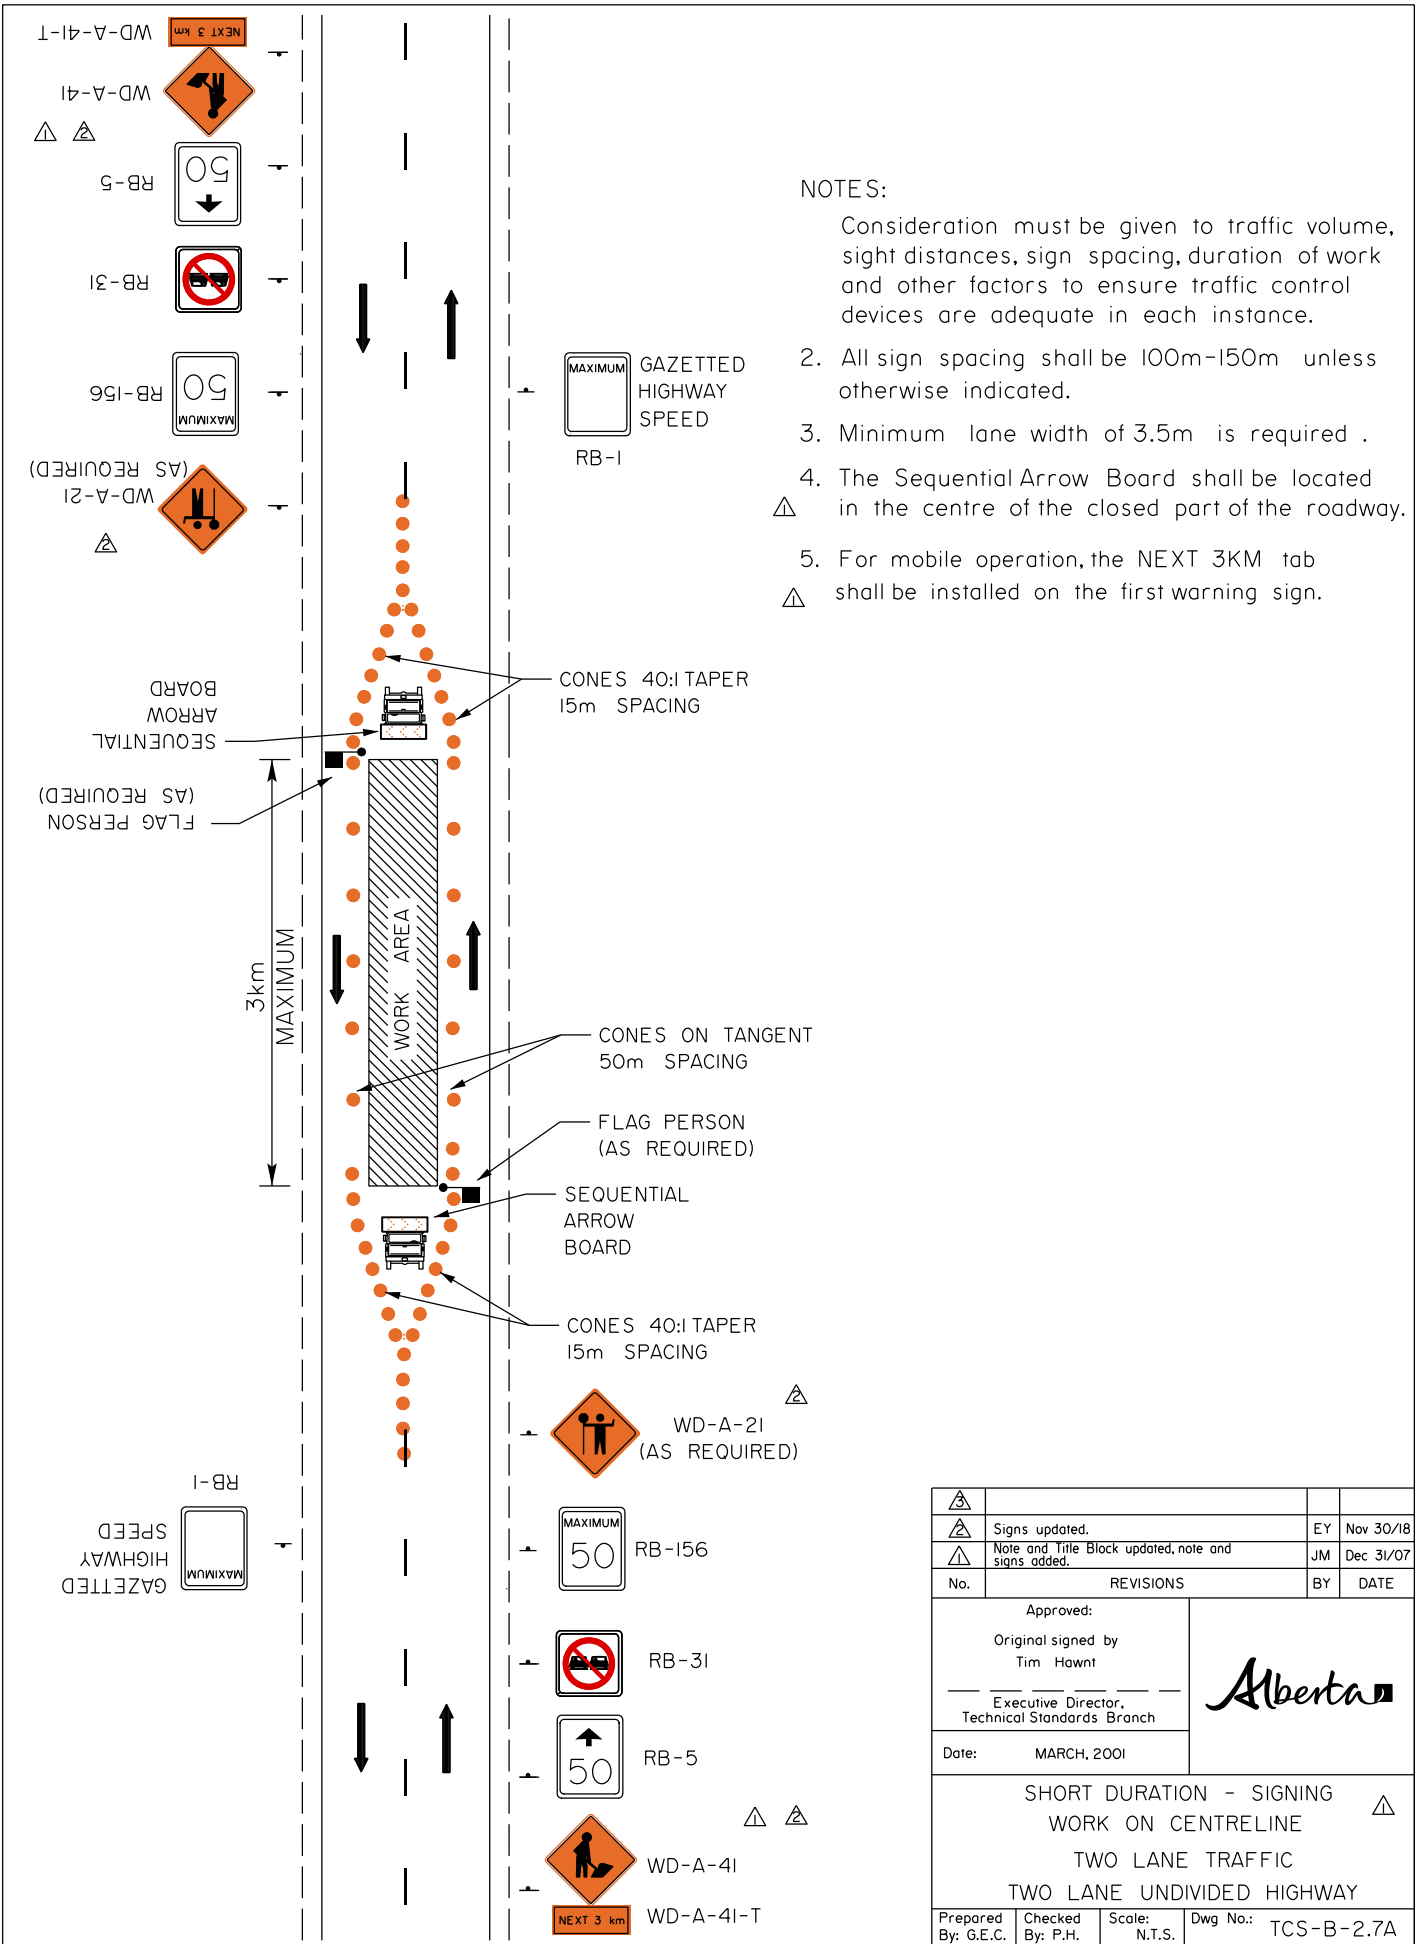 NEXT 3 km
WD-A-41-T
WD-A-41
1 2
50
RB-5
RB-31
MAXIMUM
50
RB-156
WD-A-21
(AS REQUIRED)
2
MAXIMUM
GAZETTED
HIGHWAY
SPEED
RB-1
NOTES:
Consideration must be given to traffic volume,
sight distances, sign spacing, duration of work
and other factors to ensure traffic control
devices are adequate in each instance.
2. All sign spacing shall be 100m-150m unless
otherwise indicated.
3. Minimum lane width of 3.5m is required .
4. The Sequential Arrow Board shall be located
1 in the centre of the closed part of the roadway.
5. For mobile operation, the NEXT 3KM tab
1 shall be installed on the first warning sign.
CONES 40:1 TAPER
15m SPACING
SEQUENTIAL
ARROW
BOARD
FLAG PERSON
(AS REQUIRED)
3km
MAXIMUM
WORK AREA
CONES ON TANGENT
50m SPACING
FLAG PERSON
(AS REQUIRED)
SEQUENTIAL
ARROW
BOARD
CONES 40:1 TAPER
15m SPACING
2
WD-A-21
(AS REQUIRED)
RB-1
MAXIMUM
GAZETTED
HIGHWAY
SPEED
MAXIMUM
50
RB-156
RB-31
50
RB-5
1 2
WD-A-41
NEXT 3 km
WD-A-41-T
3
2 Signs updated. EY Nov 30/18
1 Note and Title Block updated, note and
signs added. JM Dec 31/07
No. REVISIONS BY DATE
Approved:
Original signed by
Tim Hawnt
Executive Director,
Technical Standards Branch
Alberta
Date: MARCH, 2001
SHORT DURATION - SIGNING
1
WORK ON CENTRELINE
TWO LANE TRAFFIC
TWO LANE UNDIVIDED HIGHWAY
Prepared
By: G.E.C.
Checked
By: P.H.
Scale:
N.T.S.
Dwg No.: TCS-B-2.7A